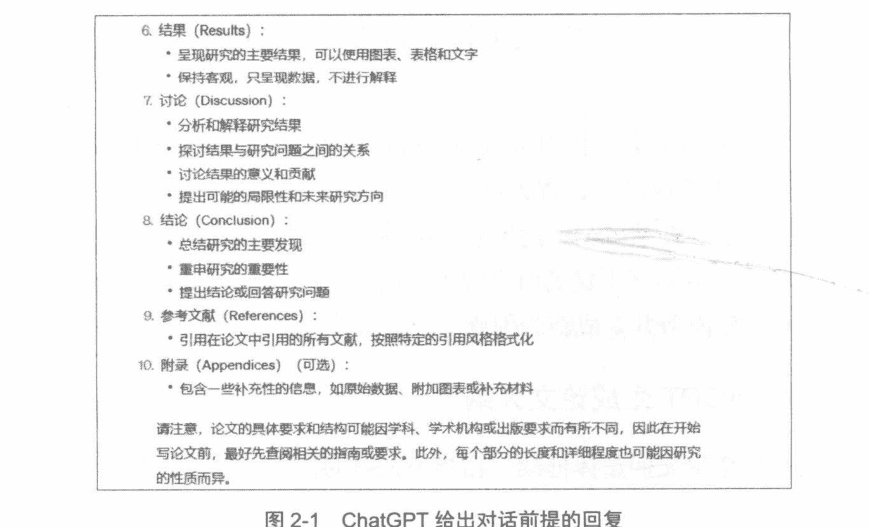 6. 结果（Results）：
• 呈现研究的主要结果，可以使用图表、表格和文字
• 保持客观，只呈现数据，不进行解释
7. 讨论（Discussion）：
• 分析和解释研究结果
• 探讨结果与研究问题之间的关系
• 讨论结果的意义和贡献
• 提出可能的局限性和未来研究方向
8. 结论（Conclusion）：
• 总结研究的主要发现
• 重申研究的重要性
• 提出结论或回答研究问题
9. 参考文献（References）：
• 引用在论文中引用的所有文献，按照特定的引用风格格式化
10. 附录（Appendices）（可选）：
• 包含一些补充性的信息，如原始数据、附加图表或补充材料
请注意，论文的具体要求和结构可能因学科、学术机构或出版要求而有所不同，因此在开始
写论文前，最好先查阅相关的指南或要求。此外，每个部分的长度和详细程度也可能因研究
的性质而异。
图 2-1 ChatGPT 给出对话前提的回复